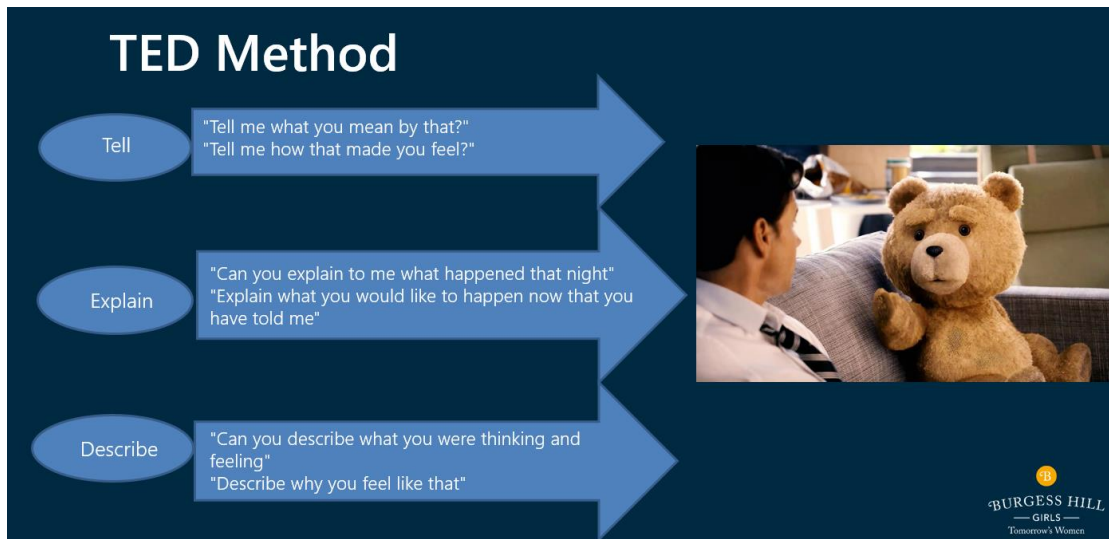 TED Method
Tell
"Tell me what you mean by that?"
"Tell me how that made you feel?"
Explain
"Can you explain to me what happened that night"
"Explain what you would like to happen now that you
have told me"
Describe
"Can you describe what you were thinking and
feeling"
"Describe why you feel like that"
B
BURGESS HILL
GIRLS
Tomorrow's Women